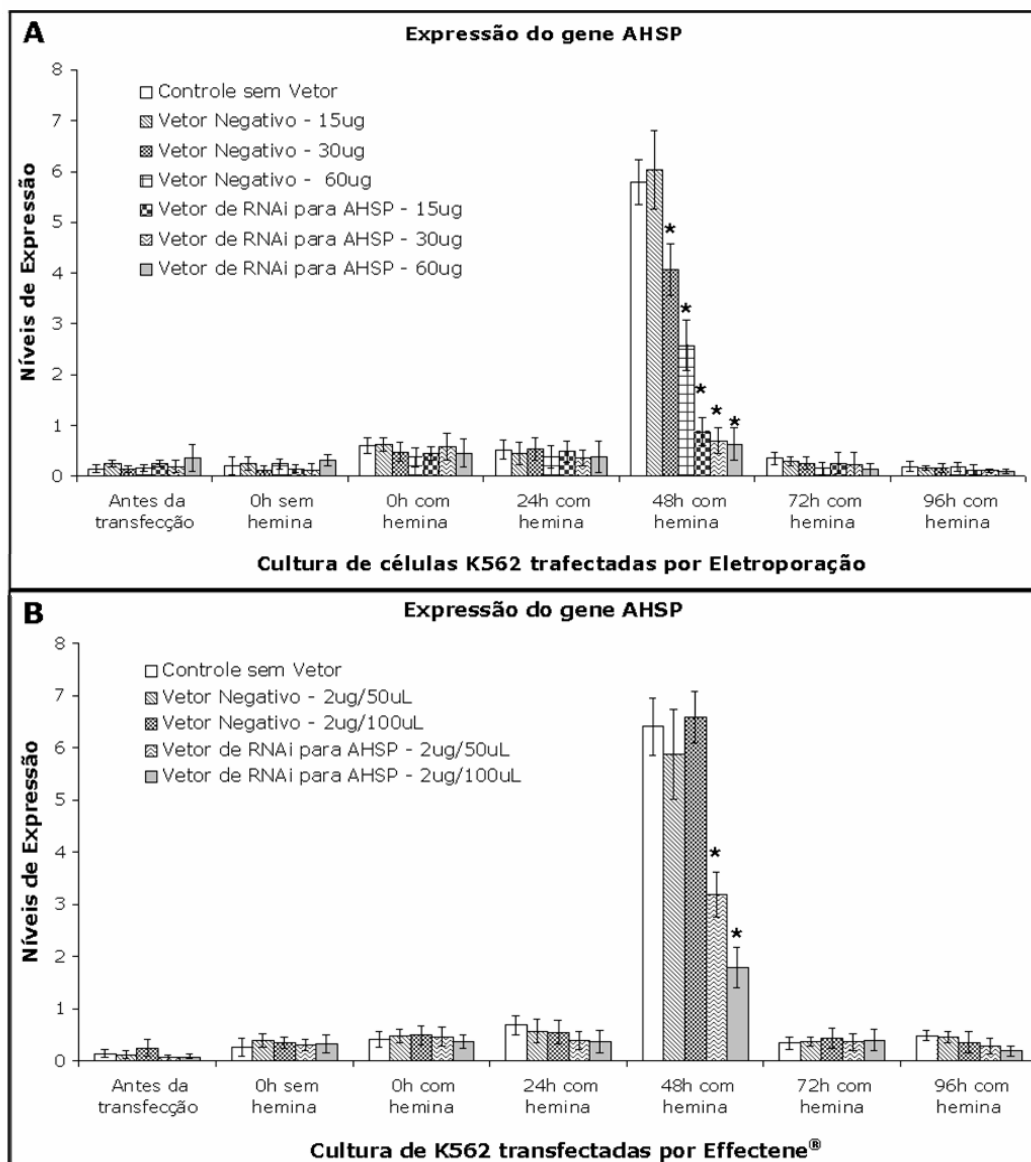 A
Expressão do gene AHSP
Níveis de Expressão
8
7
6
5
4
3
2
1
0
Controle sem Vetor
Vetor Negativo - 15ug
Vetor Negativo - 30ug
Vetor Negativo - 60ug
Vetor de RNAi para AHSP - 15ug
Vetor de RNAi para AHSP - 30ug
Vetor de RNAi para AHSP - 60ug
* * * * *
Antes da transfecção
0h sem hemina
0h com hemina
24h com hemina
48h com hemina
72h com hemina
96h com hemina
Cultura de células K562 trafectadas por Eletroporação
B
Expressão do gene AHSP
Níveis de Expressão
8
7
6
5
4
3
2
1
0
Controle sem Vetor
Vetor Negativo - 2ug/50uL
Vetor Negativo - 2ug/100uL
Vetor de RNAi para AHSP - 2ug/50uL
Vetor de RNAi para AHSP - 2ug/100uL
* *
Antes da transfecção
0h sem hemina
0h com hemina
24h com hemina
48h com hemina
72h com hemina
96h com hemina
Cultura de K562 transfectadas por Effectene®